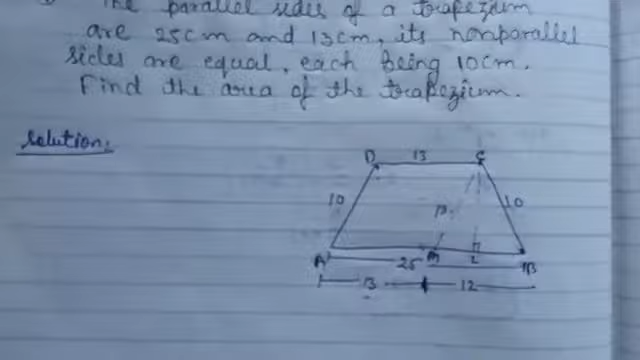 The parallel sides of a trapezium
are 25cm and 13cm, its nonparallel
sides are equal, each being 10cm.
Find the area of the trapezium.
Solution:
D 13 C
10 10
A 25 M L B
13 12